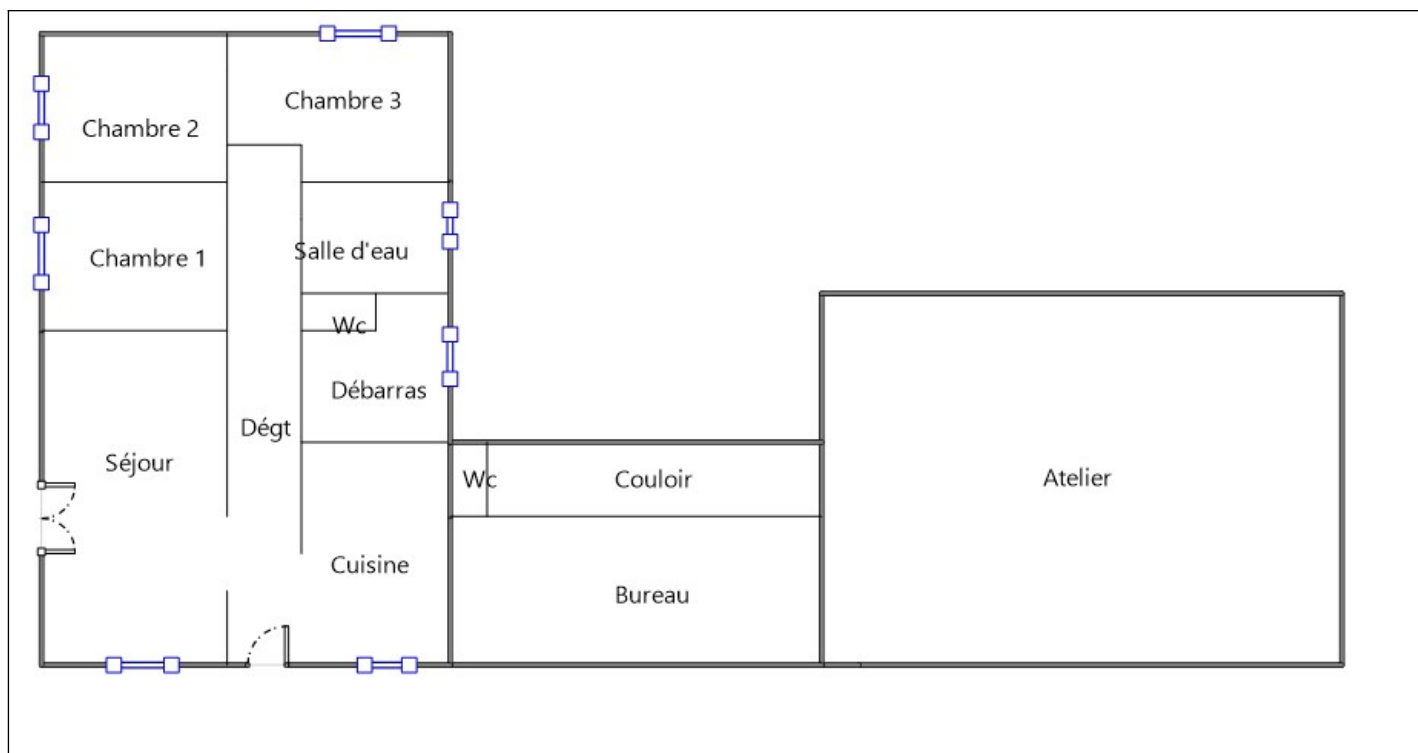 Chambre 3
Chambre 2
Salle d'eau
Chambre 1
Wc
Débarras
Dégt
Séjour
Wc
Couloir
Atelier
Cuisine
Bureau